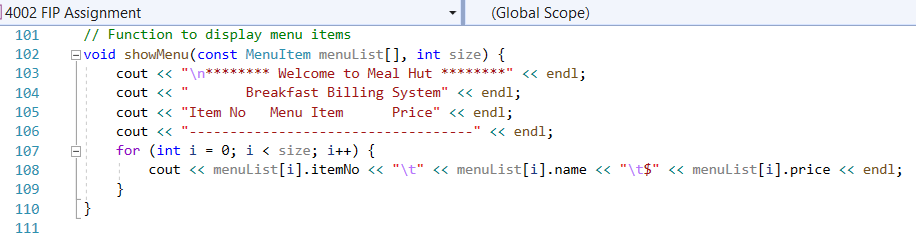 4002 FIP Assignment (Global Scope)
101 // Function to display menu items
102 void showMenu(const MenuItem menuList[], int size) {
103     cout << "\n******** Welcome to Meal Hut ********" << endl;
104     cout << "       Breakfast Billing System" << endl;
105     cout << "Item No   Menu Item      Price" << endl;
106     cout << "-----------------------------------" << endl;
107     for (int i = 0; i < size; i++) {
108         cout << menuList[i].itemNo << "\t" << menuList[i].name << "\t$" << menuList[i].price << endl;
109     }
110 }
111